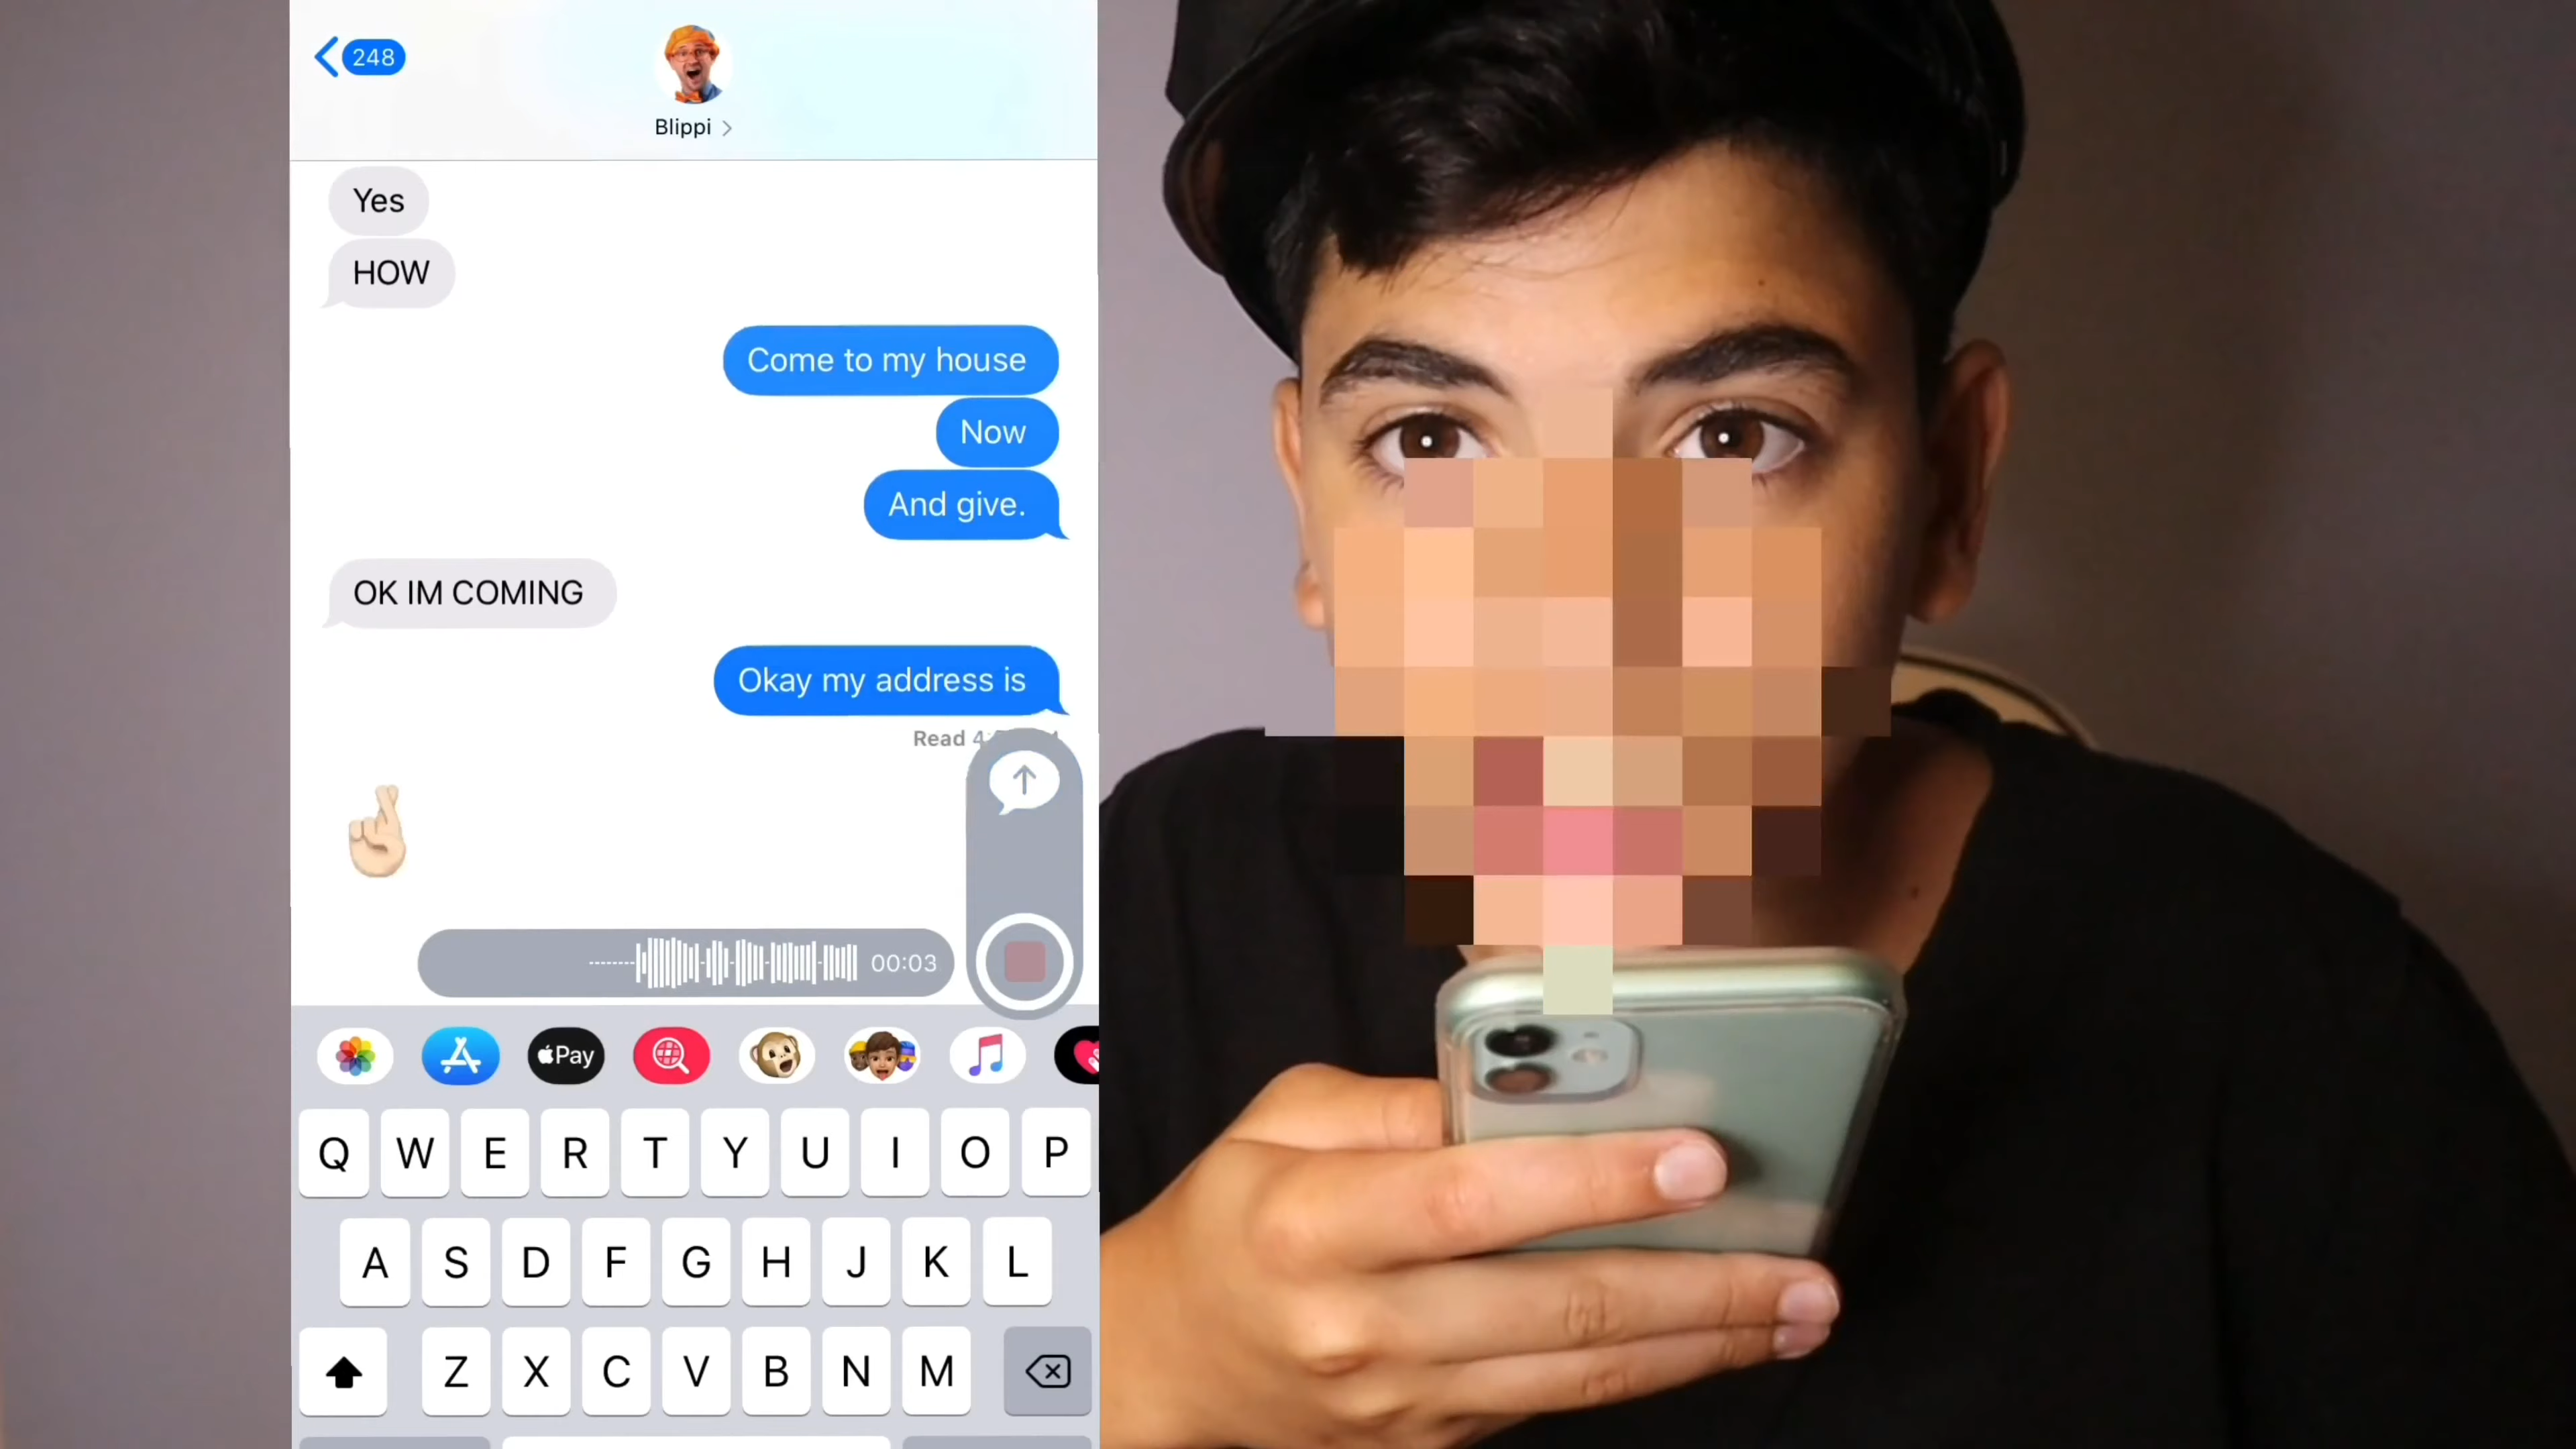 248
Blippi
Yes
HOW
Come to my house
Now
And give.
OK IM COMING
Okay my address is
Read
00:03
Pay
Q W E R T Y U I O P
A S D F G H J K L
Z X C V B N M